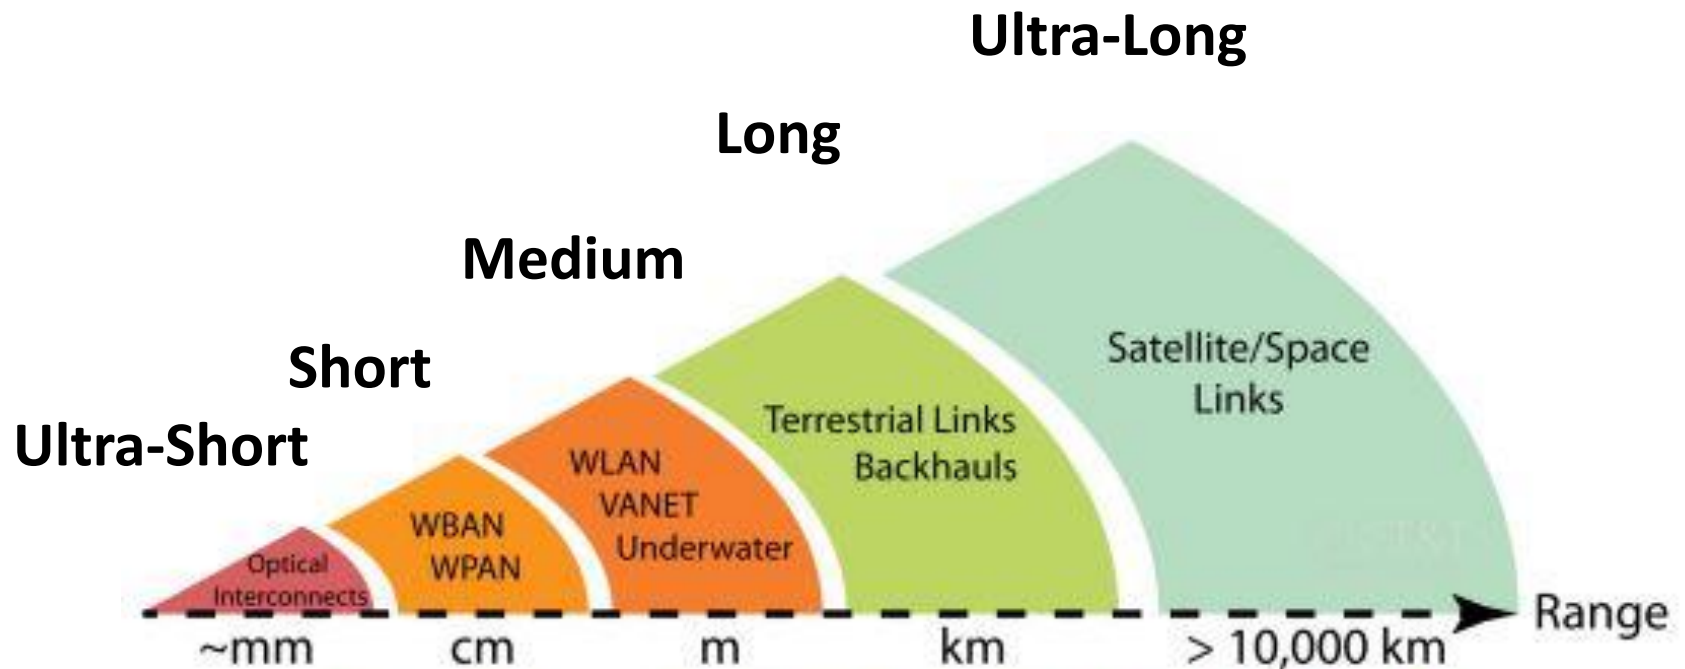 Ultra-Long
Long
Medium
Short
Ultra-Short
Satellite/Space
Links
Terrestrial Links
Backhauls
WLAN
VANET
Underwater
WBAN
WPAN
Optical
Interconnects
~mm
cm
m
km
> 10,000 km
Range